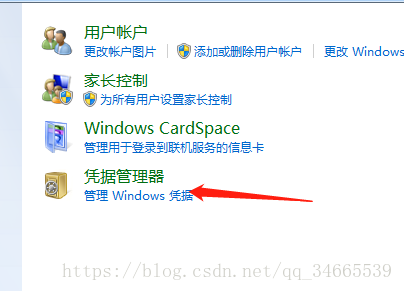 用户帐户
更改帐户图片 添加或删除用户帐户 更改 Windows
家长控制
为所有用户设置家长控制
Windows CardSpace
管理用于登录到联机服务的信息卡
凭据管理器
管理 Windows 凭据
https://blog.csdn.net/qq_34665539